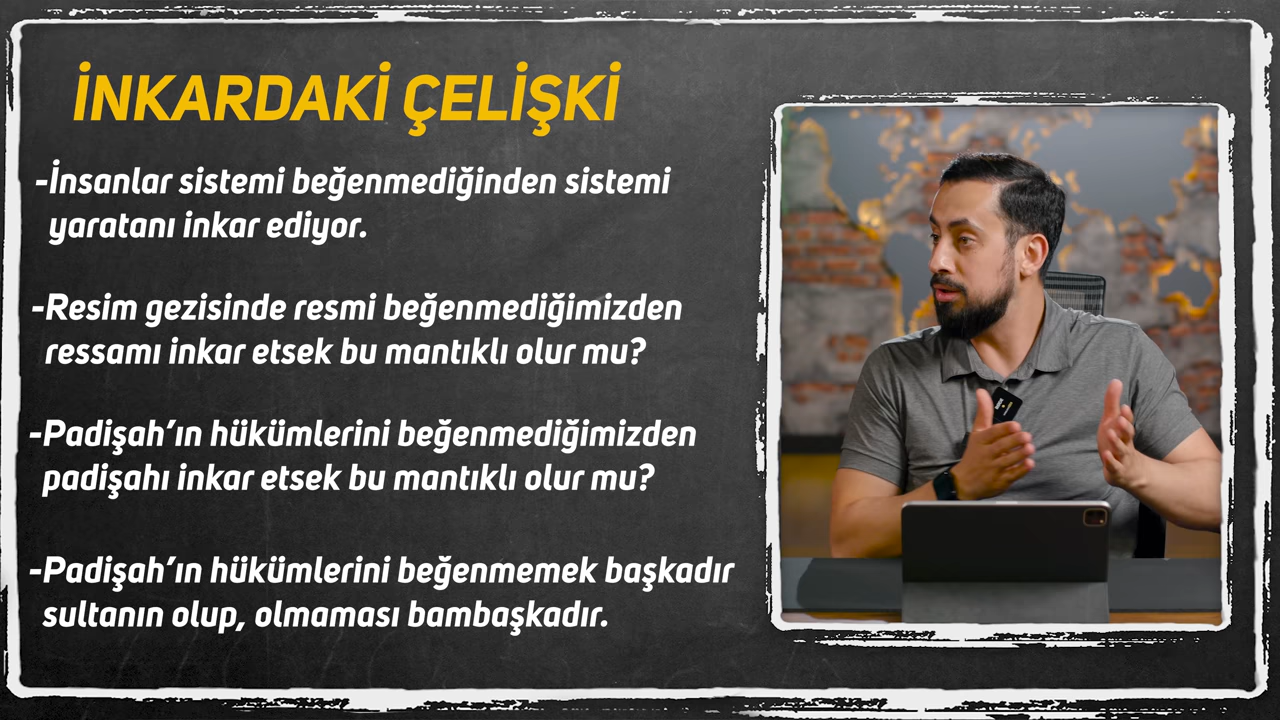 İNKARDAKİ ÇELİŞKİ
-İnsanlar sistemi beğenmediğinden sistemi
yaratanı inkar ediyor.
-Resim gezisinde resmi beğenmediğimizden
ressamı inkar etsek bu mantıklı olur mu?
-Padişah’ın hükümlerini beğenmediğimizden
padişahı inkar etsek bu mantıklı olur mu?
-Padişah’ın hükümlerini beğenmemek başkadır
sultanın olup, olmaması bambaşkadır.